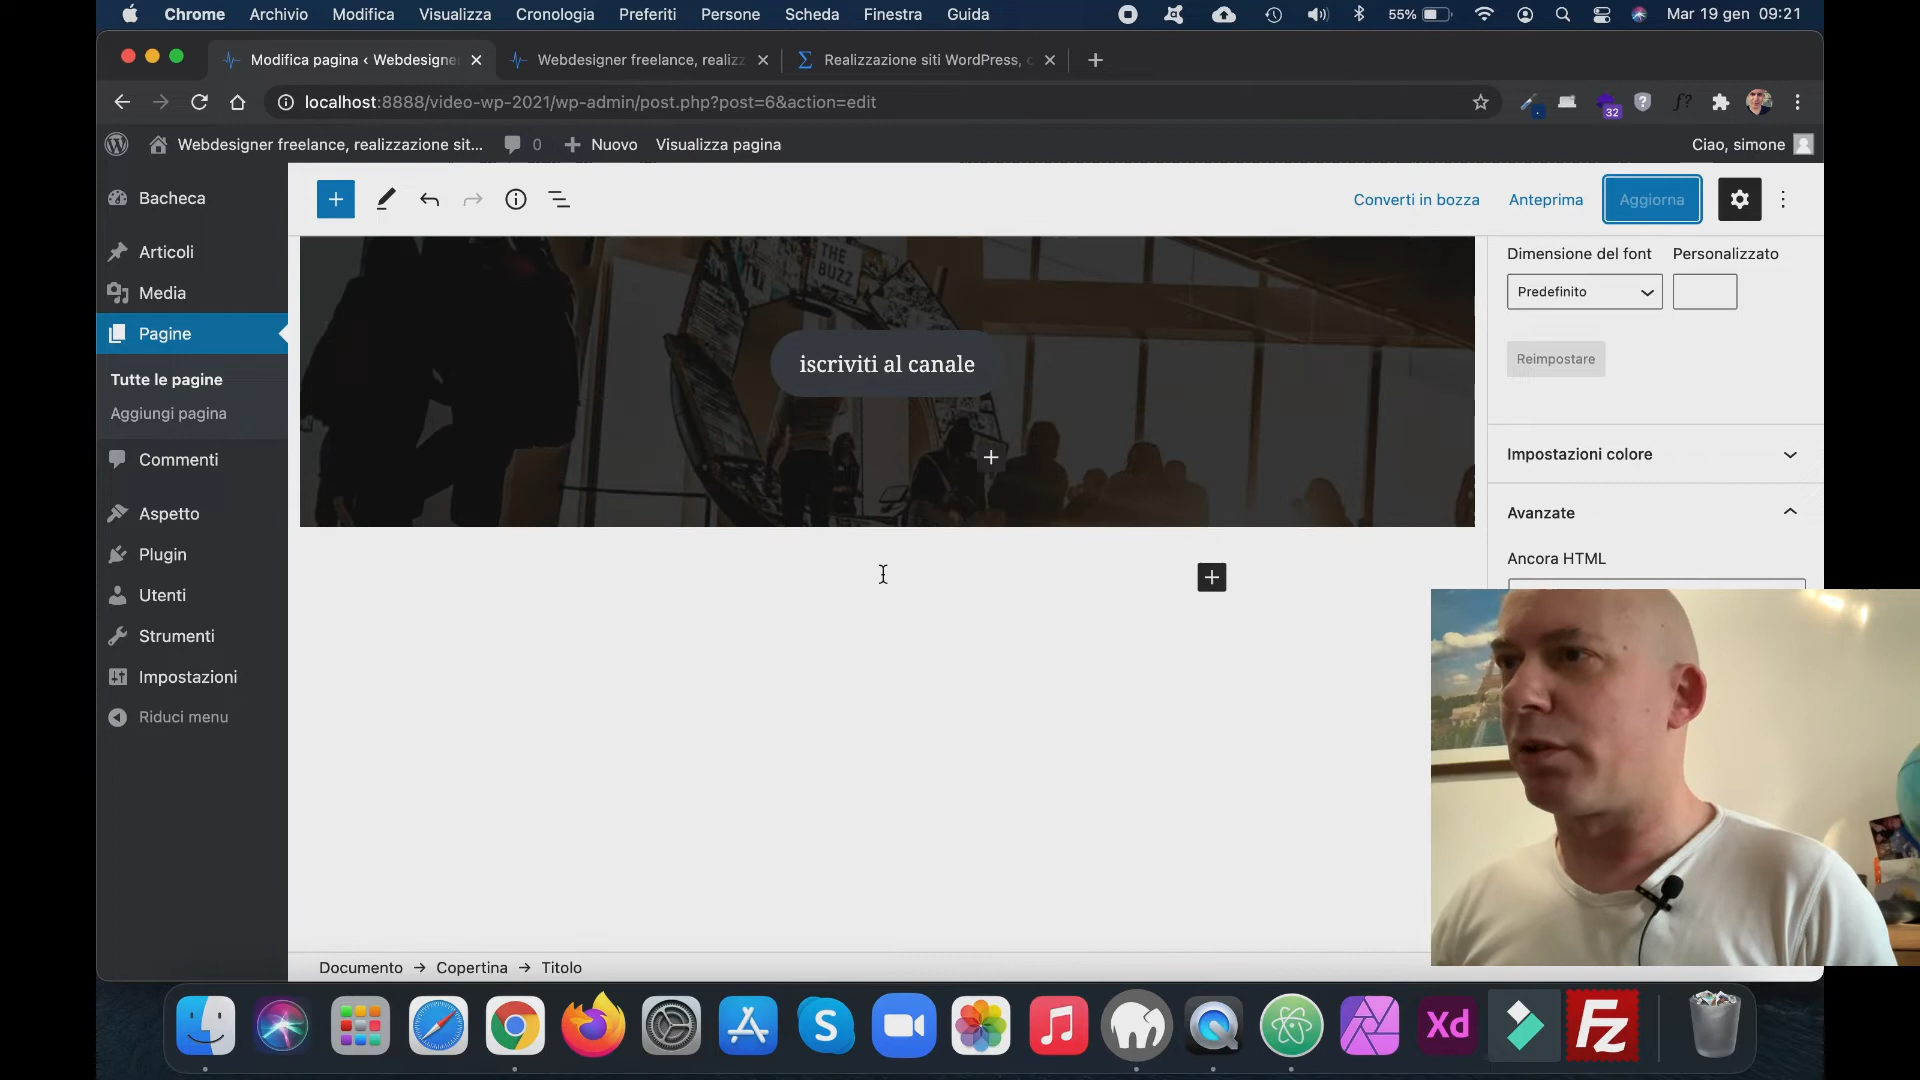 Chrome Archivio Modifica Visualizza Cronologia Preferiti Persone Scheda Finestra Guida 55% Mar 19 gen 09:21
Modifica pagina ‹ Webdesigne Webdesigner freelance, realizz Realizzazione siti WordPress, c
localhost:8888/video-wp-2021/wp-admin/post.php?post=6&action=edit f? 32
Webdesigner freelance, realizzazione sit... 0 Nuovo Visualizza pagina Ciao, simone
Converti in bozza Anteprima Aggiorna
Bacheca
Articoli
Media
Pagine
Tutte le pagine
Aggiungi pagina
Commenti
Aspetto
Plugin
Utenti
Strumenti
Impostazioni
Riduci menu
THE
BUZZ
iscriviti al canale
Dimensione del font Personalizzato
Predefinito
Reimpostare
Impostazioni colore
Avanzate
Ancora HTML
Documento → Copertina → Titolo
S Xd Fz